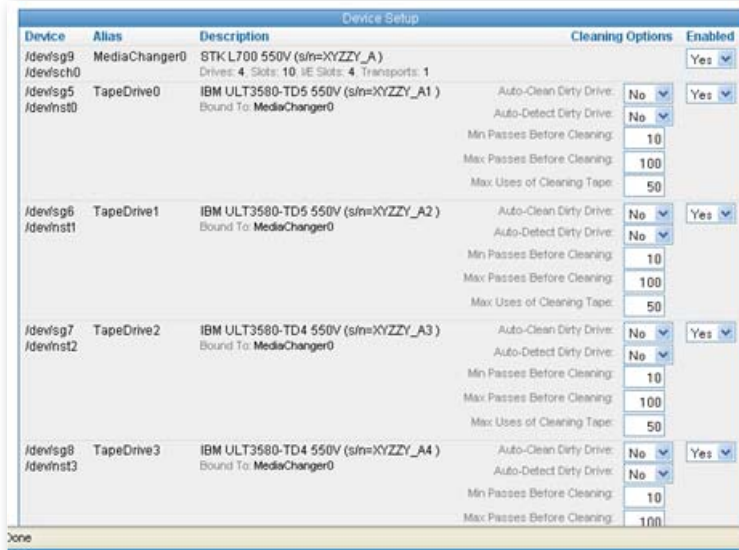 Device Setup
Device Alias Description Cleaning Options Enabled
/dev/sg9 MediaChanger0 STK L700 550V (s/n=XYZZY_A ) Yes
/dev/sch0 Drives: 4, Slots: 10, I/E Slots: 4, Transports: 1
/dev/sg5 TapeDrive0 IBM ULT3580-TD5 550V (s/n=XYZZY_A1 ) Auto-Clean Dirty Drive: No Yes
/dev/nst0 Bound To: MediaChanger0 Auto-Detect Dirty Drive: No
Min Passes Before Cleaning: 10
Max Passes Before Cleaning: 100
Max Uses of Cleaning Tape: 50
/dev/sg6 TapeDrive1 IBM ULT3580-TD5 550V (s/n=XYZZY_A2 ) Auto-Clean Dirty Drive: No Yes
/dev/nst1 Bound To: MediaChanger0 Auto-Detect Dirty Drive: No
Min Passes Before Cleaning: 10
Max Passes Before Cleaning: 100
Max Uses of Cleaning Tape: 50
/dev/sg7 TapeDrive2 IBM ULT3580-TD4 550V (s/n=XYZZY_A3 ) Auto-Clean Dirty Drive: No Yes
/dev/nst2 Bound To: MediaChanger0 Auto-Detect Dirty Drive: No
Min Passes Before Cleaning: 10
Max Passes Before Cleaning: 100
Max Uses of Cleaning Tape: 50
/dev/sg8 TapeDrive3 IBM ULT3580-TD4 550V (s/n=XYZZY_A4 ) Auto-Clean Dirty Drive: No Yes
/dev/nst3 Bound To: MediaChanger0 Auto-Detect Dirty Drive: No
Min Passes Before Cleaning: 10
Max Passes Before Cleaning: 100
Done